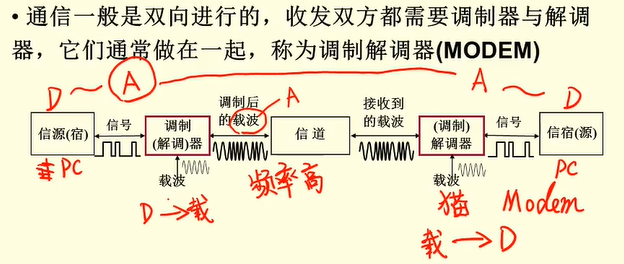 • 通信一般是双向进行的，收发双方都需要调制器与解调
器，它们通常做在一起，称为调制解调器(MODEM)
D ～ A A ～ D
信源(宿) 信号 调制(解调)器 调制后的载波 A 信道 接收到的载波 (调制)解调器 信号 信宿(源)
PC 载波 频率高 载波 PC
D → 载 猫 Modem
载 → D